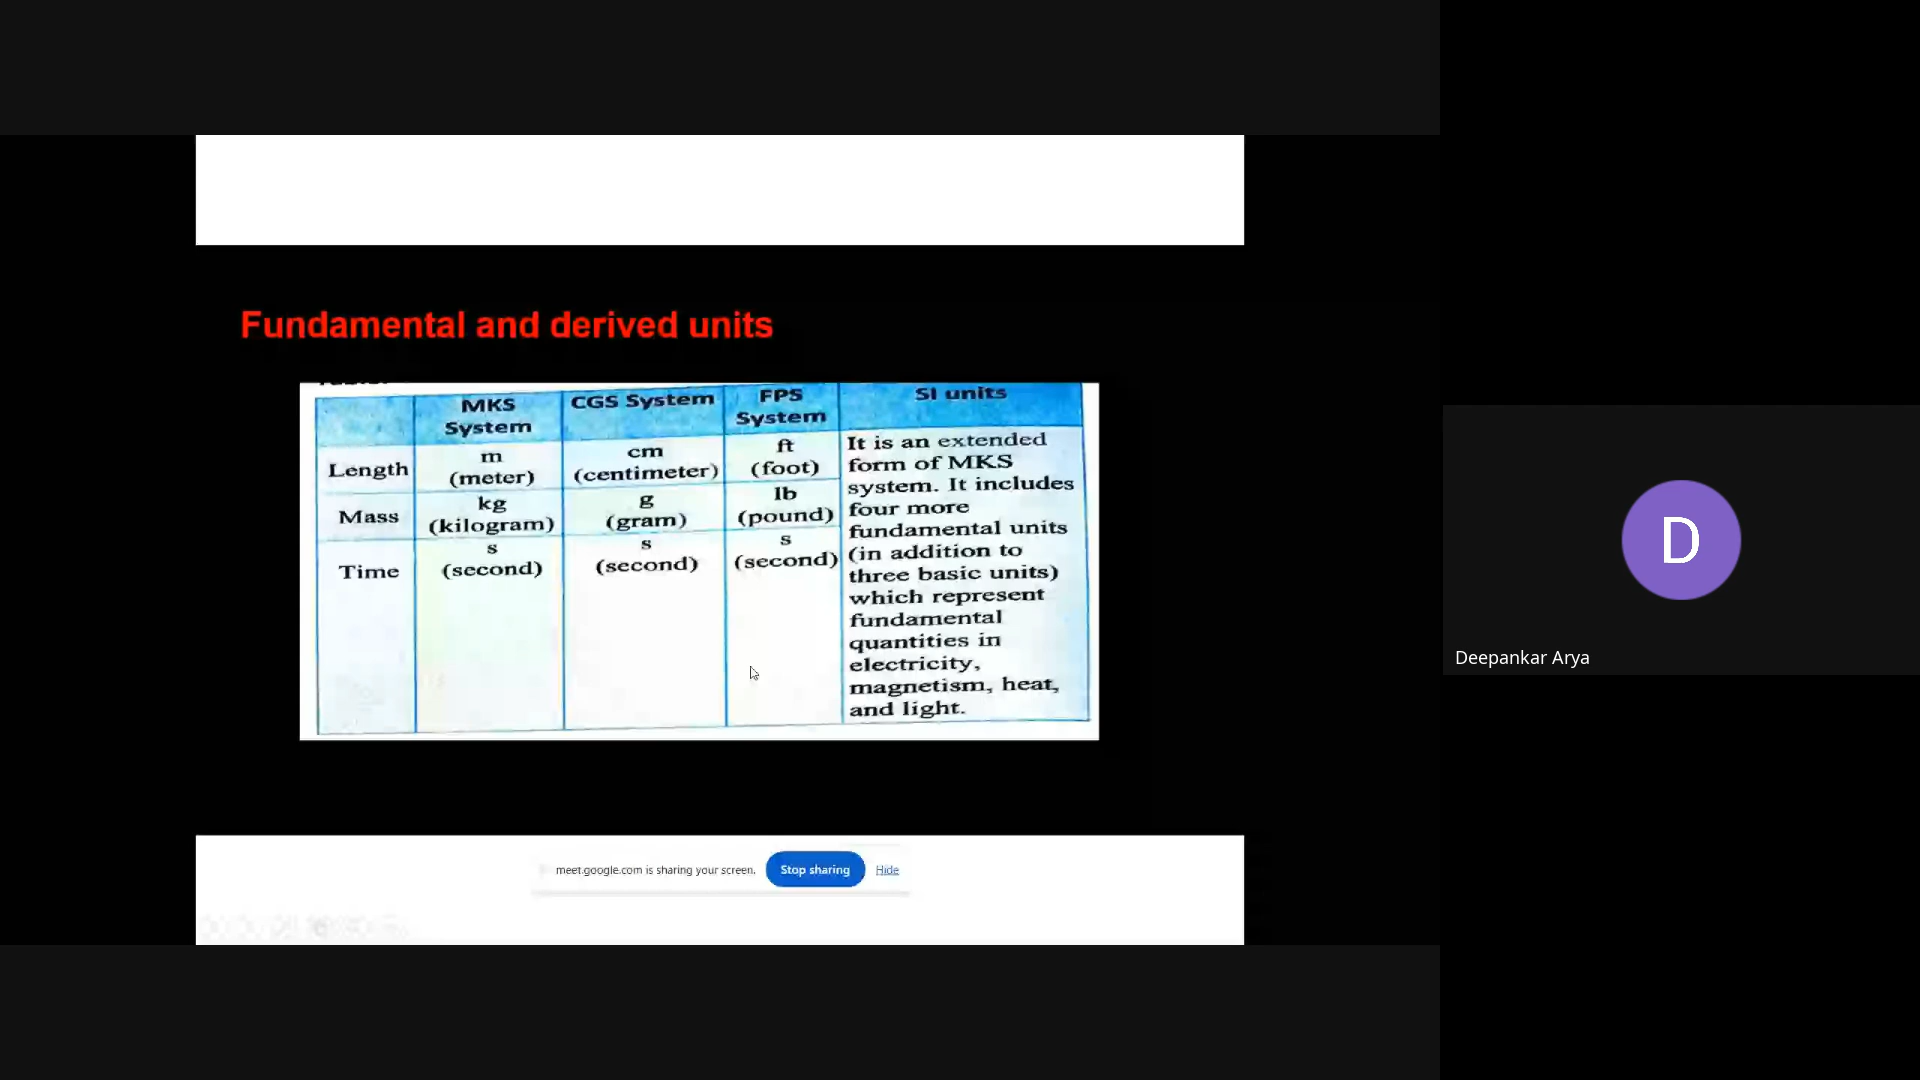 Fundamental and derived units
MKS System
CGS System
FPS System
SI units
Length
m
(meter)
cm
(centimeter)
ft
(foot)
Mass
kg
(kilogram)
g
(gram)
lb
(pound)
Time
s
(second)
s
(second)
s
(second)
It is an extended
form of MKS
system. It includes
four more
fundamental units
(in addition to
three basic units)
which represent
fundamental
quantities in
electricity,
magnetism, heat,
and light.
meet.google.com is sharing your screen.
Stop sharing
Hide
D
Deepankar Arya